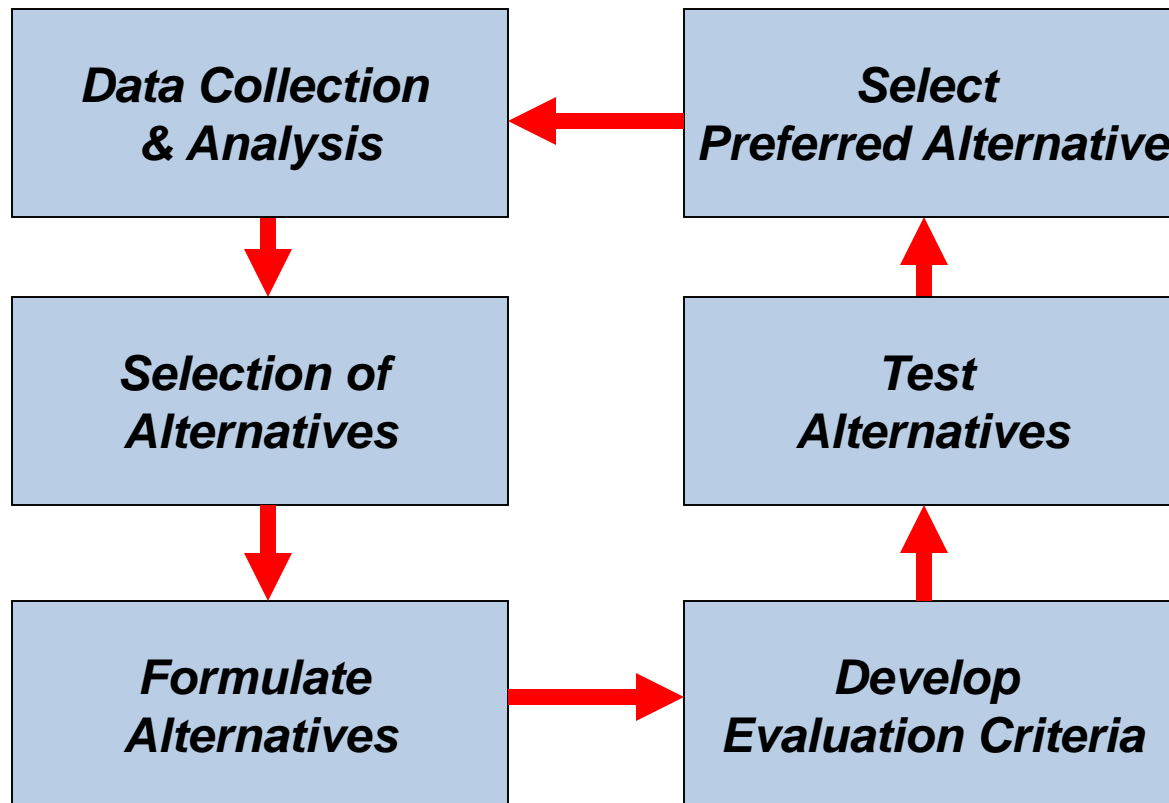 Data Collection
& Analysis
Select
Preferred Alternative
Selection of
Alternatives
Test
Alternatives
Formulate
Alternatives
Develop
Evaluation Criteria